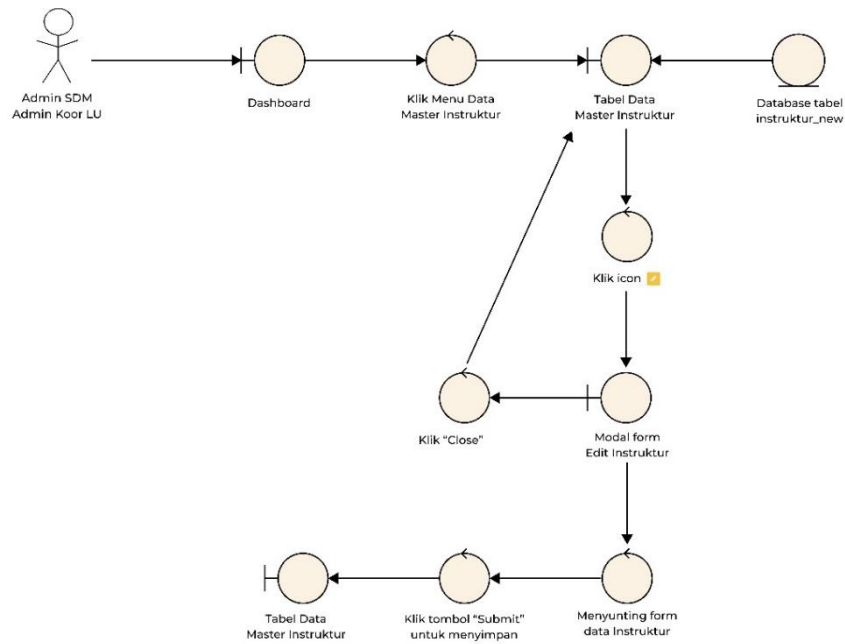 Admin SDM
Admin Koor LU
Dashboard
Klik Menu Data
Master Instruktur
Tabel Data
Master Instruktur
Database tabel
instruktur_new
Klik icon
Klik “Close”
Modal form
Edit Instruktur
Tabel Data
Master Instruktur
Klik tombol “Submit”
untuk menyimpan
Menyunting form
data Instruktur